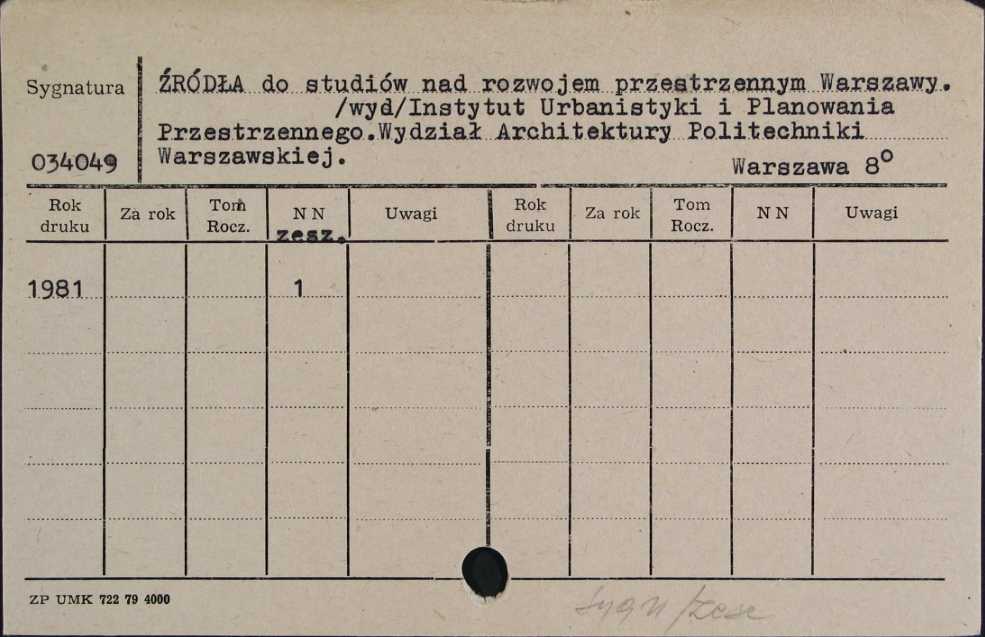 Sygnatura
034049
ŹRÓDŁA do studiów nad rozwojem przestrzennym Warszawy.
/wyd/Instytut Urbanistyki i Planowania
Przestrzennego.Wydział Architektury Politechniki
Warszawskiej.
Warszawa 8°
Rok druku Za rok Tom Rocz. NN zesz. Uwagi Rok druku Za rok Tom Rocz. NN Uwagi
1981 1
ZP UMK 722 79 4000